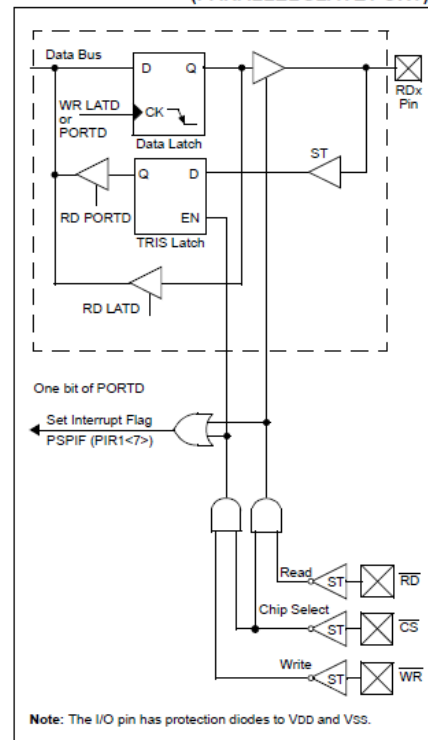 (PARALLEL SLAVE PORT)
Data Bus
D Q
RDx
Pin
WR LATD
or
PORTD
CK
Data Latch
Q D
ST
RD PORTD
EN
TRIS Latch
RD LATD
One bit of PORTD
Set Interrupt Flag
PSPIF (PIR1<7>)
Read
ST
RD
Chip Select
ST
CS
Write
ST
WR
Note: The I/O pin has protection diodes to VDD and VSS.